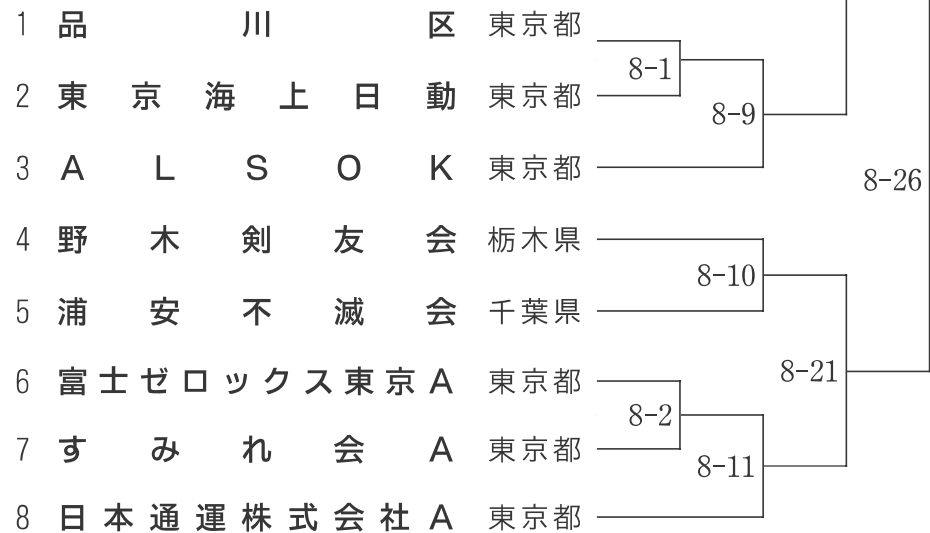 1 品川区 東京都
8-1
2 東京海上日動 東京都
8-9
3 ALSOK 東京都
8-26
4 野木剣友会 栃木県
8-10
5 浦安不滅会 千葉県
8-21
6 富士ゼロックス東京A 東京都
8-2
7 すみれ会A 東京都
8-11
8 日本通運株式会社A 東京都